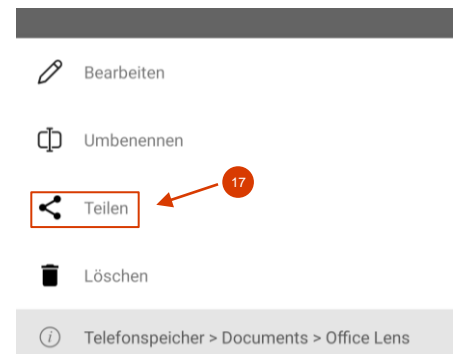 Bearbeiten
Umbenennen
17
Teilen
Löschen
Telefonspeicher > Documents > Office Lens